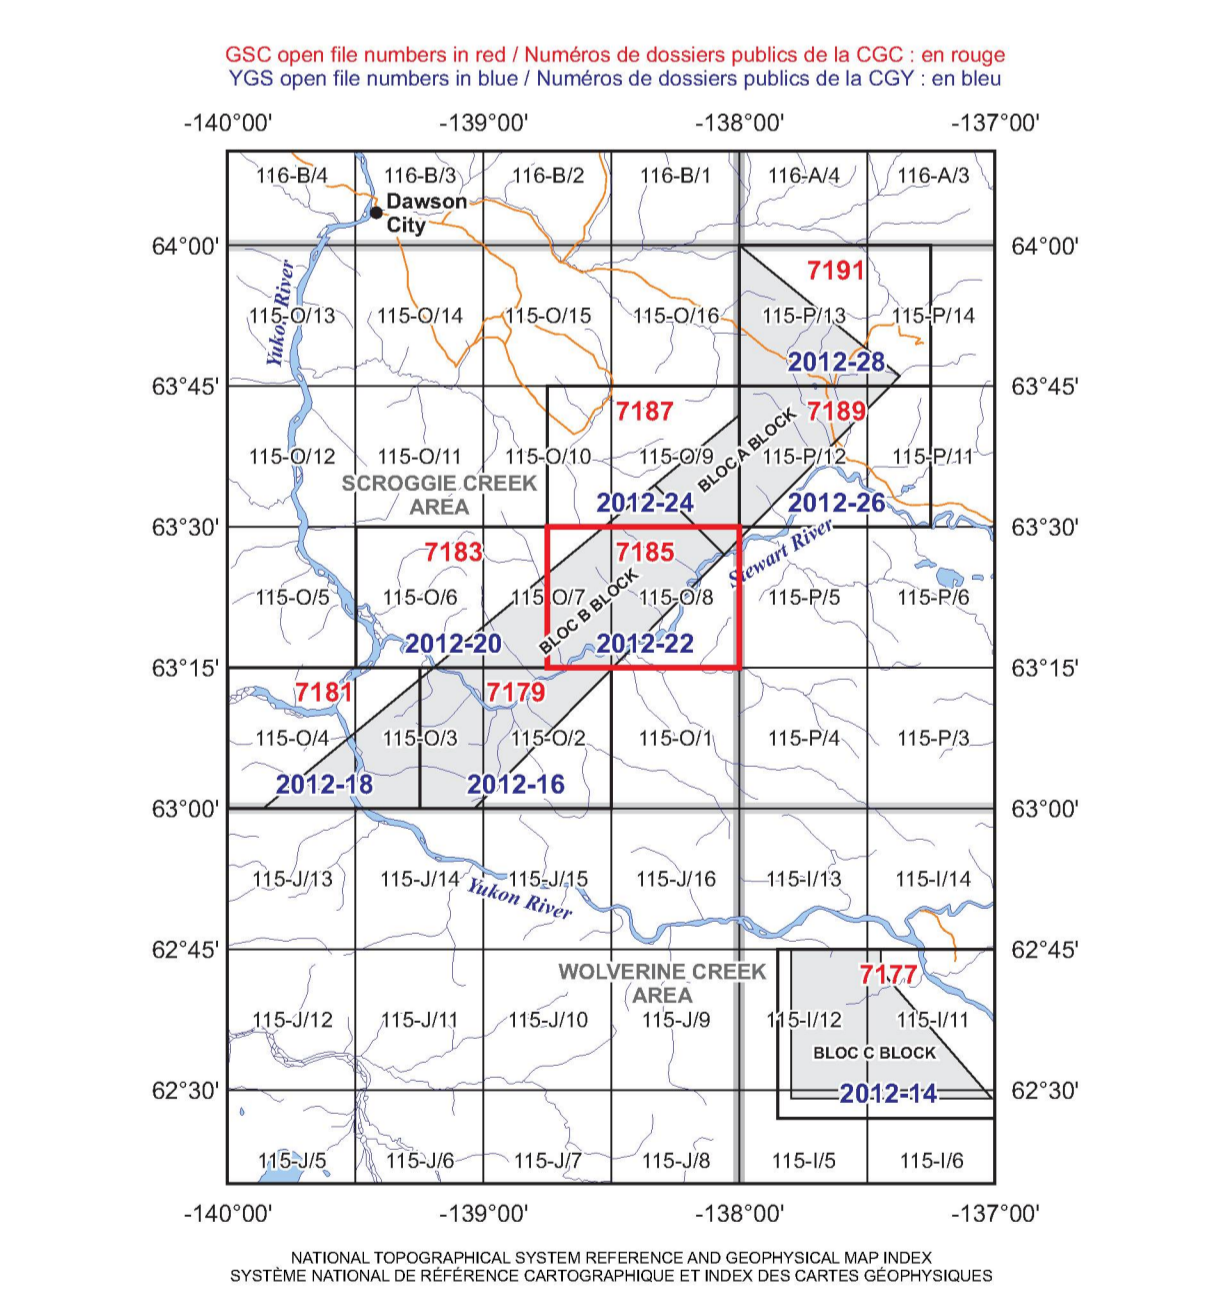 GSC open file numbers in red / Numéros de dossiers publics de la CGC : en rouge
YGS open file numbers in blue / Numéros de dossiers publics de la CGY : en bleu
-140°00' -139°00' -138°00' -137°00'
116-B/4 116-B/3 116-B/2 116-B/1 116-A/4 116-A/3
Dawson
City
64°00' 64°00'
7191
Yukon River
115-O/13 115-O/14 115-O/15 115-O/16 115-P/13 115-P/14
2012-28
63°45' 63°45'
7187 7189
BLOC A BLOCK
115-O/12 115-O/11 115-O/10 115-O/9 115-P/12 115-P/11
SCROGGIE CREEK
AREA
2012-24 2012-26
63°30' 63°30'
7183 7185
Stewart River
115-O/5 115-O/6 115-O/7 115-O/8 115-P/5 115-P/6
BLOC B BLOCK
2012-20 2012-22
63°15' 63°15'
7181 7179
115-O/4 115-O/3 115-O/2 115-O/1 115-P/4 115-P/3
2012-18 2012-16
63°00' 63°00'
115-J/13 115-J/14 115-J/15 115-J/16 115-I/13 115-I/14
Yukon River
62°45' 62°45'
WOLVERINE CREEK
AREA
7177
115-J/12 115-J/11 115-J/10 115-J/9 115-I/12 115-I/11
BLOC C BLOCK
62°30' 2012-14 62°30'
115-J/5 115-J/6 115-J/7 115-J/8 115-I/5 115-I/6
-140°00' -139°00' -138°00' -137°00'
NATIONAL TOPOGRAPHICAL SYSTEM REFERENCE AND GEOPHYSICAL MAP INDEX
SYSTÈME NATIONAL DE RÉFÉRENCE CARTOGRAPHIQUE ET INDEX DES CARTES GÉOPHYSIQUES